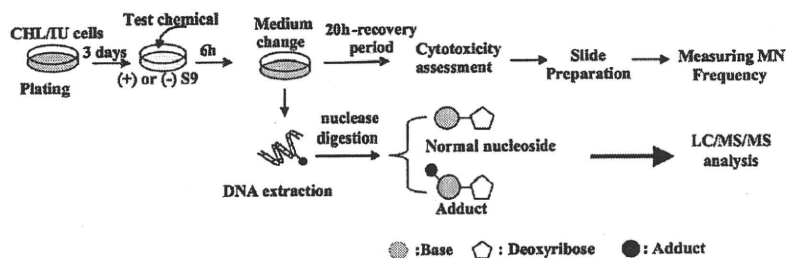 Test chemical
CHL/IU cells
3 days
6h
Medium
change
20h-recovery
period
Cytotoxicity
assessment
Slide
Preparation
Measuring MN
Frequency
Plating
(+) or (-) S9
nuclease
digestion
Normal nucleoside
LC/MS/MS
analysis
DNA extraction
Adduct
:Base
: Deoxyribose
: Adduct